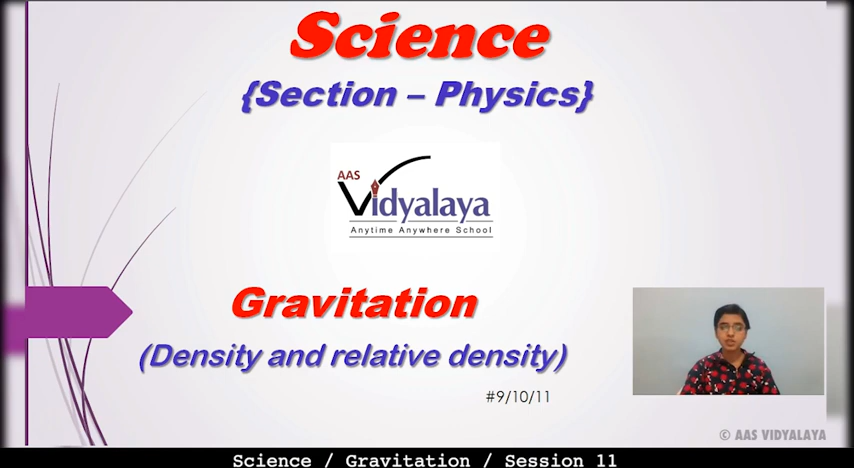 Science
{Section – Physics}
AAS
Vidyalaya
Anytime Anywhere School
Gravitation
(Density and relative density)
#9/10/11
© AAS VIDYALAYA
Science / Gravitation / Session 11